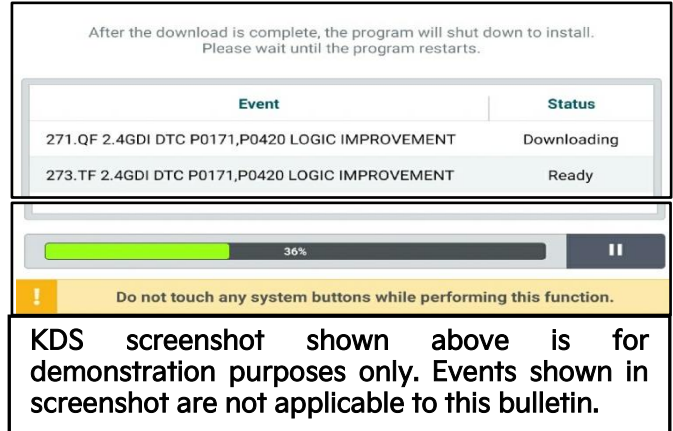 After the download is complete, the program will shut down to install.
Please wait until the program restarts.
Event Status
271.QF 2.4GDI DTC P0171,P0420 LOGIC IMPROVEMENT Downloading
273.TF 2.4GDI DTC P0171,P0420 LOGIC IMPROVEMENT Ready
36%
! Do not touch any system buttons while performing this function.
KDS screenshot shown above is for
demonstration purposes only. Events shown in
screenshot are not applicable to this bulletin.